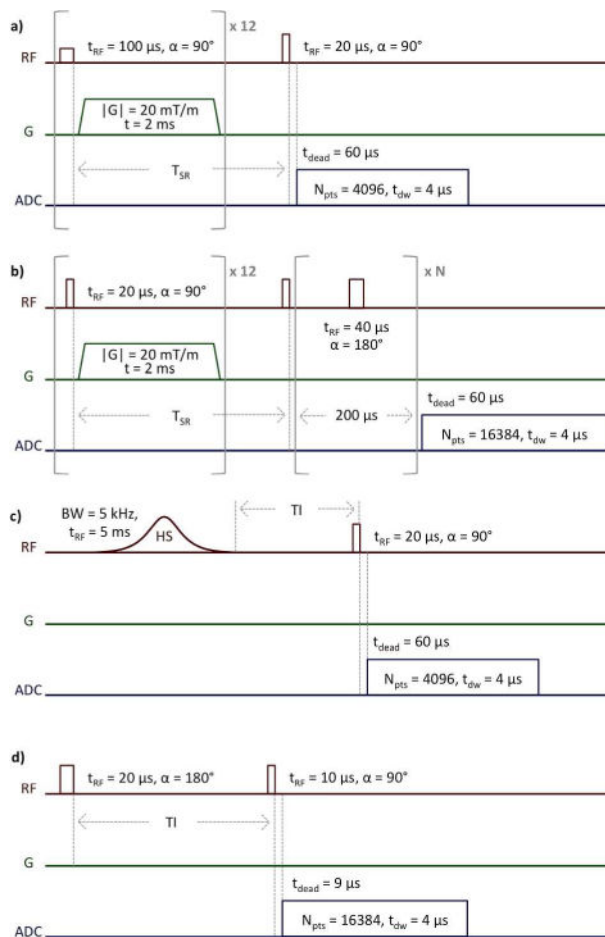 a)
x 12
RF
t_RF = 100 µs, α = 90°
t_RF = 20 µs, α = 90°
|G| = 20 mT/m
t = 2 ms
G
t_dead = 60 µs
T_SR
N_pts = 4096, t_dw = 4 µs
ADC
b)
x 12
x N
RF
t_RF = 20 µs, α = 90°
t_RF = 40 µs
α = 180°
|G| = 20 mT/m
t = 2 ms
G
t_dead = 60 µs
T_SR
200 µs
N_pts = 16384, t_dw = 4 µs
ADC
c)
BW = 5 kHz,
t_RF = 5 ms
TI
HS
t_RF = 20 µs, α = 90°
RF
G
t_dead = 60 µs
N_pts = 4096, t_dw = 4 µs
ADC
d)
t_RF = 20 µs, α = 180°
t_RF = 10 µs, α = 90°
RF
TI
G
t_dead = 9 µs
N_pts = 16384, t_dw = 4 µs
ADC